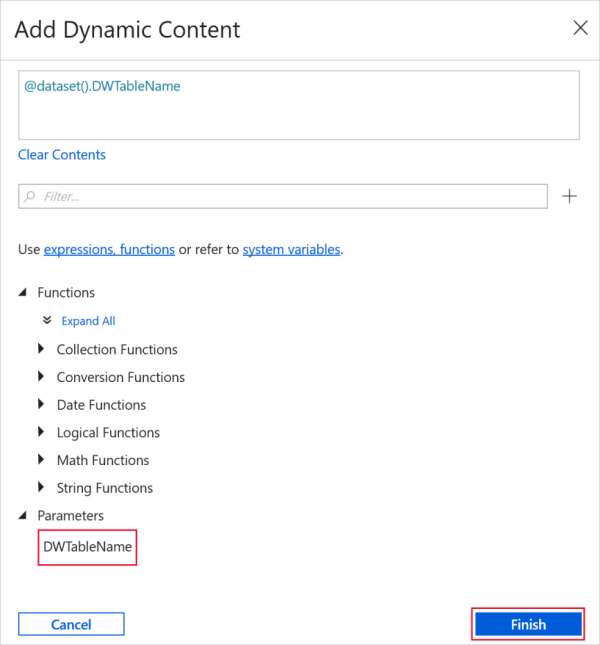 Add Dynamic Content
@dataset().DWTableName
Clear Contents
Filter...
Use expressions, functions or refer to system variables.
Functions
Expand All
Collection Functions
Conversion Functions
Date Functions
Logical Functions
Math Functions
String Functions
Parameters
DWTableName
Cancel
Finish